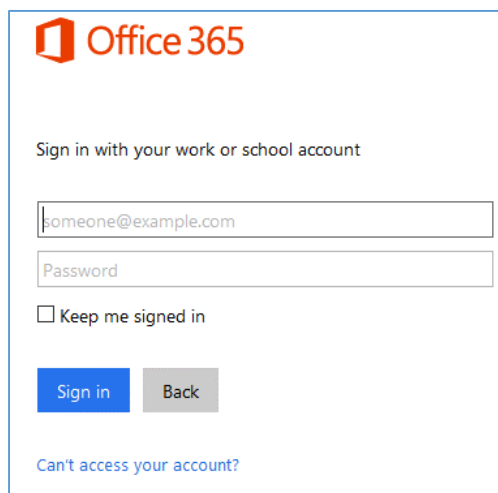 Office 365
Sign in with your work or school account
someone@example.com
Password
Keep me signed in
Sign in Back
Can't access your account?